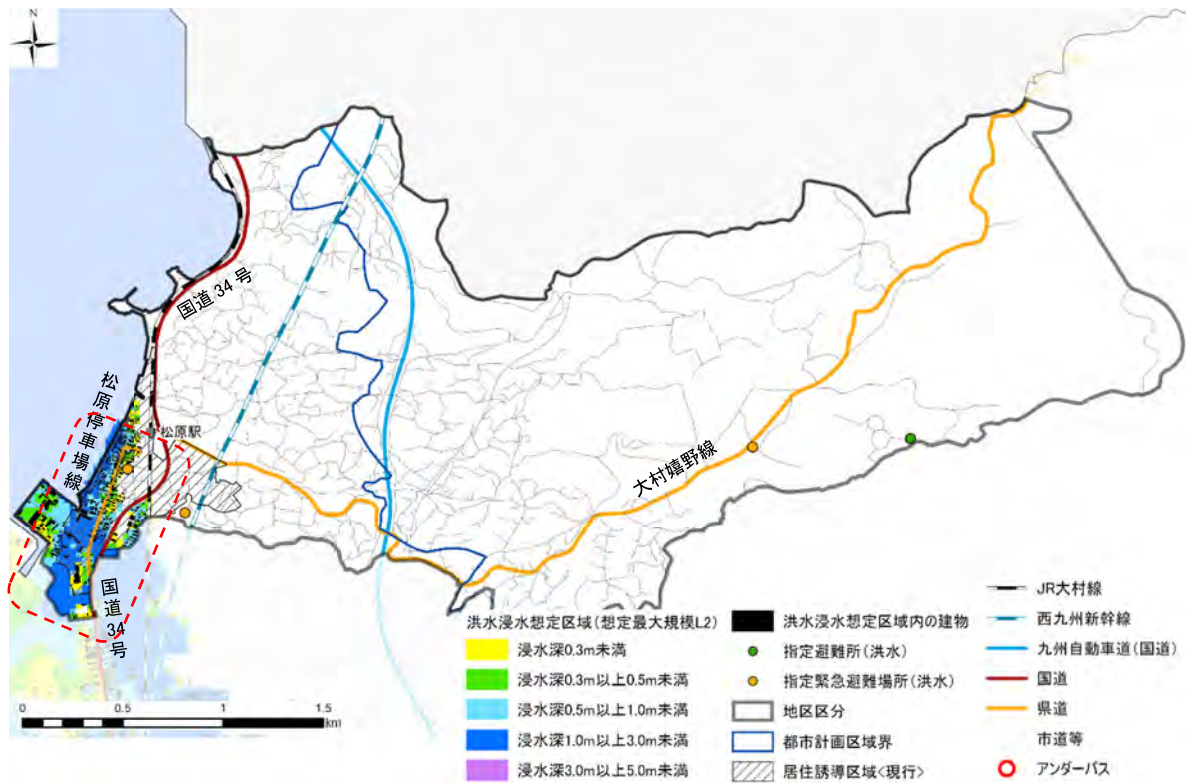 N
国道34号
松原停車場線
松原駅
大村嬉野線
国道34号
洪水浸水想定区域(想定最大規模L2)
浸水深0.3m未満
浸水深0.3m以上0.5m未満
浸水深0.5m以上1.0m未満
浸水深1.0m以上3.0m未満
浸水深3.0m以上5.0m未満
洪水浸水想定区域内の建物
指定避難所(洪水)
指定緊急避難場所(洪水)
地区区分
都市計画区域界
居住誘導区域<現行>
JR大村線
西九州新幹線
九州自動車道(国道)
国道
県道
市道等
アンダーパス
0 0.5 1 1.5
km